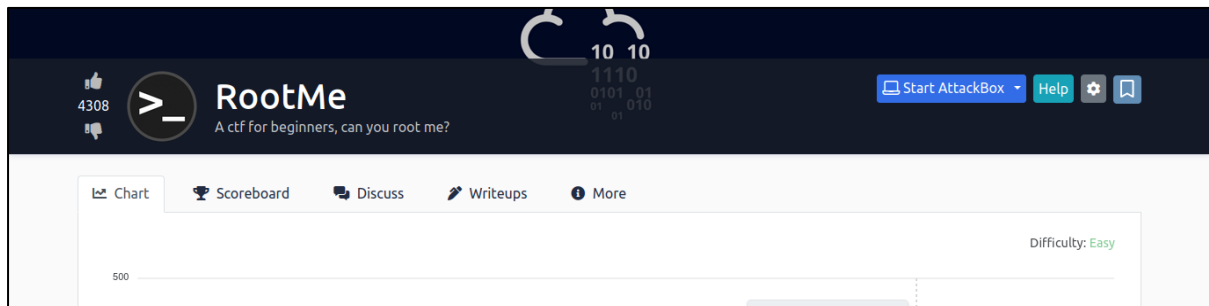 10 10
1110
0101 01
01 010
01
4308
>_
RootMe
A ctf for beginners, can you root me?
Start AttackBox
Help
Chart
Scoreboard
Discuss
Writeups
More
Difficulty: Easy
500